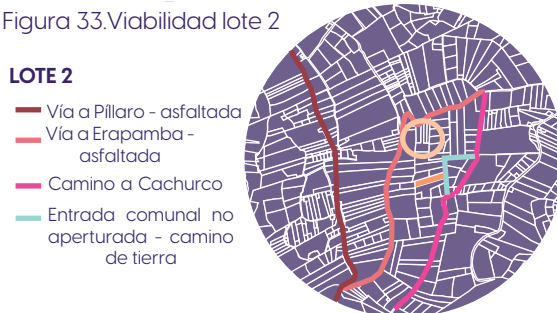 Figura 33.Viabilidad lote 2
LOTE 2
Vía a Píllaro - asfaltada
Vía a Erapamba -
asfaltada
Camino a Cachurco
Entrada comunal no
aperturada - camino
de tierra